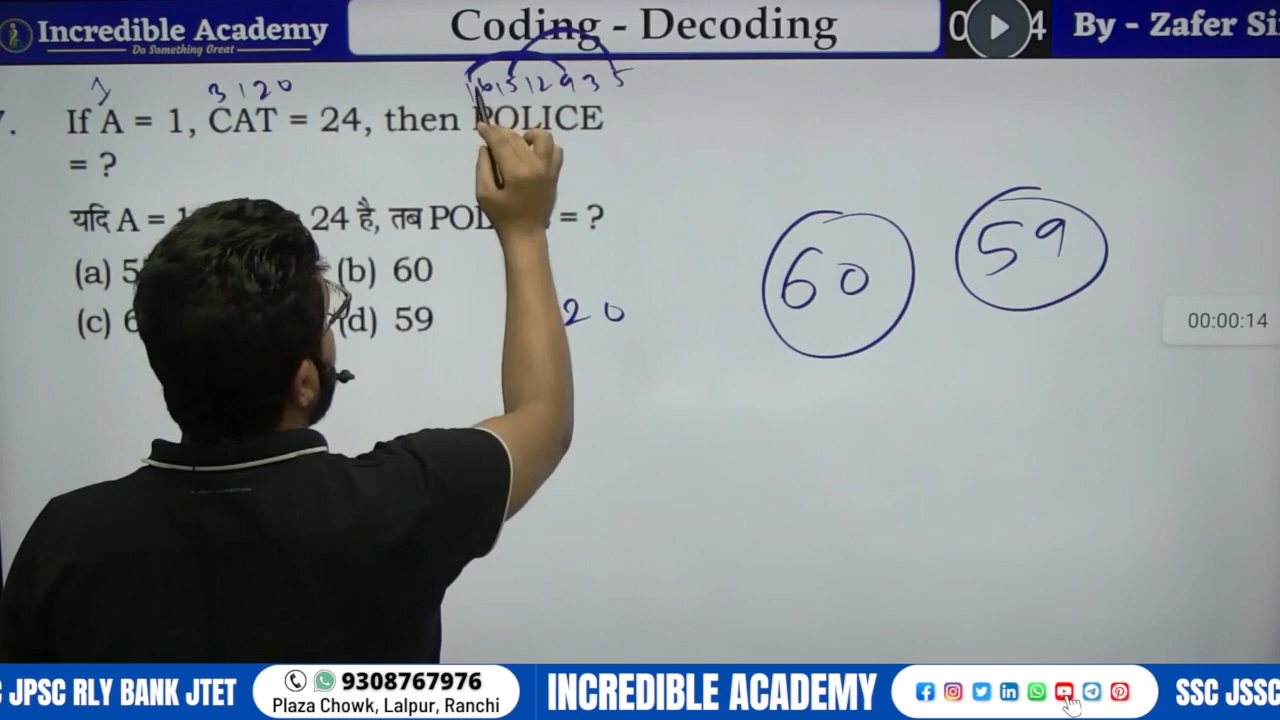 Incredible Academy
Do Something Great
Coding - Decoding
By - Zafer Si
1
3 1 20
16 15 12 9 3 5
If A = 1, CAT = 24, then POLICE
= ?
यदि A = 24 है, तब POL = ?
(a) 5
(b) 60
(c) 6
(d) 59
20
60
59
00:00:14
JPSC RLY BANK JTET
9308767976
Plaza Chowk, Lalpur, Ranchi
INCREDIBLE ACADEMY
SSC JSSC